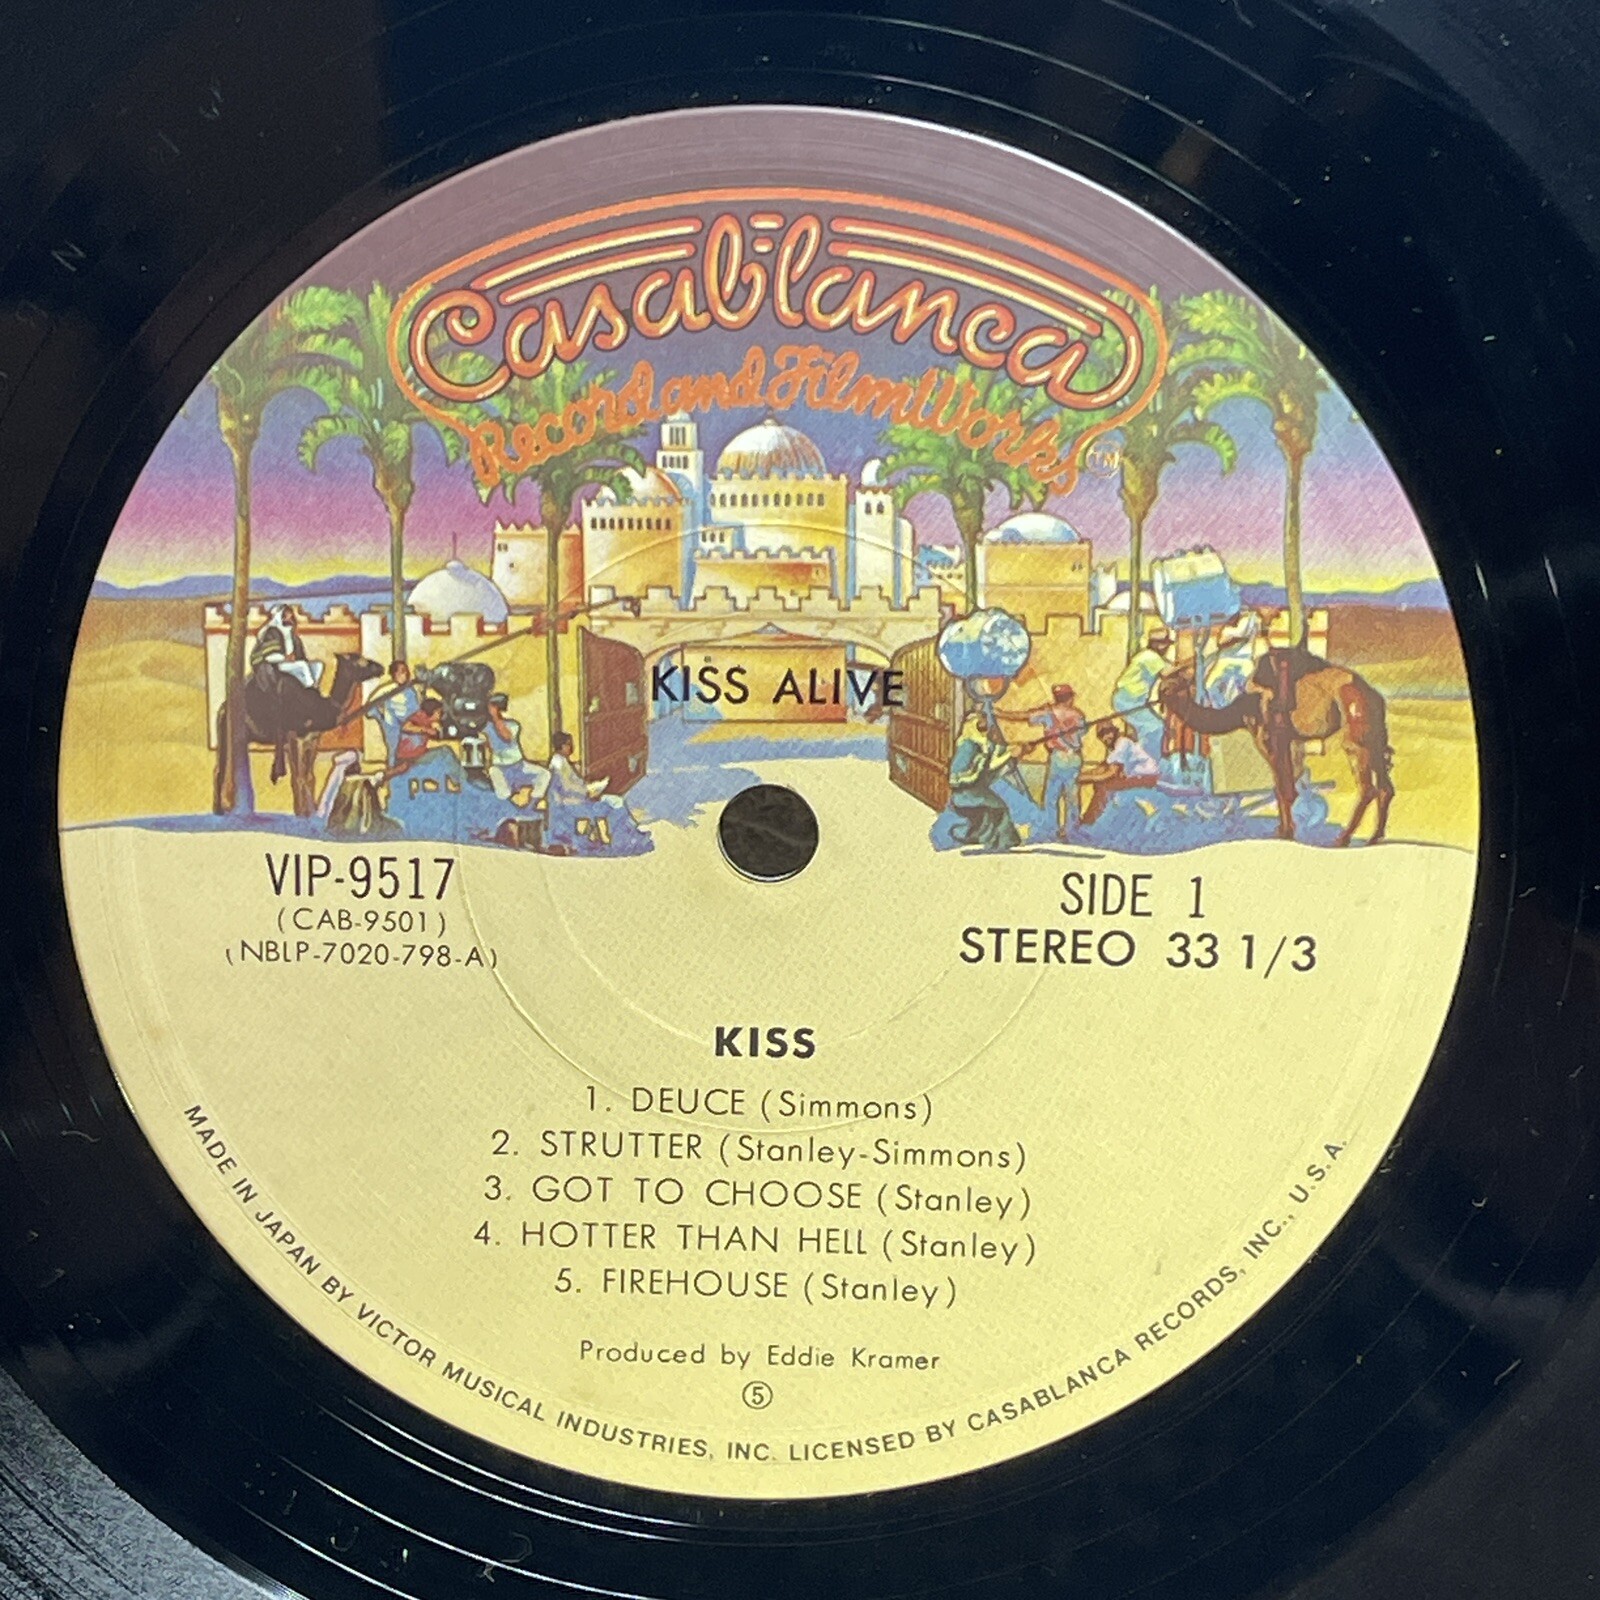 Casablanca
Record and FilmWorks TM
KISS ALIVE
VIP-9517
(CAB-9501)
(NBLP-7020-798-A)
SIDE 1
STEREO 33 1/3
KISS
1. DEUCE (Simmons)
2. STRUTTER (Stanley-Simmons)
3. GOT TO CHOOSE (Stanley)
4. HOTTER THAN HELL (Stanley)
5. FIREHOUSE (Stanley)
Produced by Eddie Kramer
⑤
MADE IN JAPAN BY VICTOR MUSICAL INDUSTRIES, INC. LICENSED BY CASABLANCA RECORDS, INC., U.S.A.